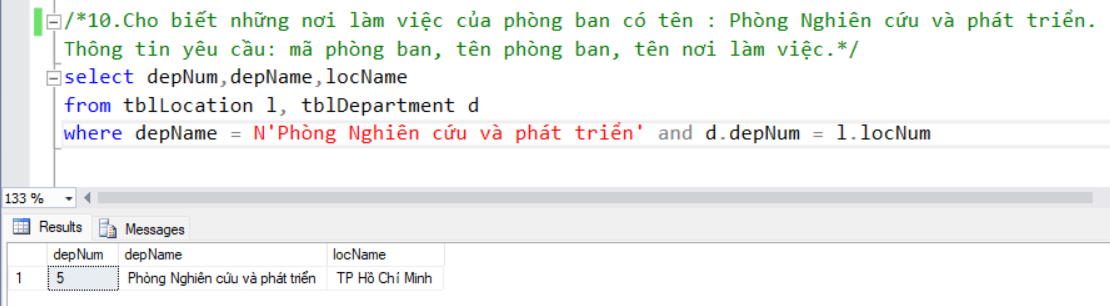 /*10.Cho biết những nơi làm việc của phòng ban có tên : Phòng Nghiên cứu và phát triển.
Thông tin yêu cầu: mã phòng ban, tên phòng ban, tên nơi làm việc.*/
select depNum,depName,locName
from tblLocation l, tblDepartment d
where depName = N'Phòng Nghiên cứu và phát triển' and d.depNum = l.locNum
133 %
Results Messages
depNum depName locName
1 5 Phòng Nghiên cứu và phát triển TP Hồ Chí Minh